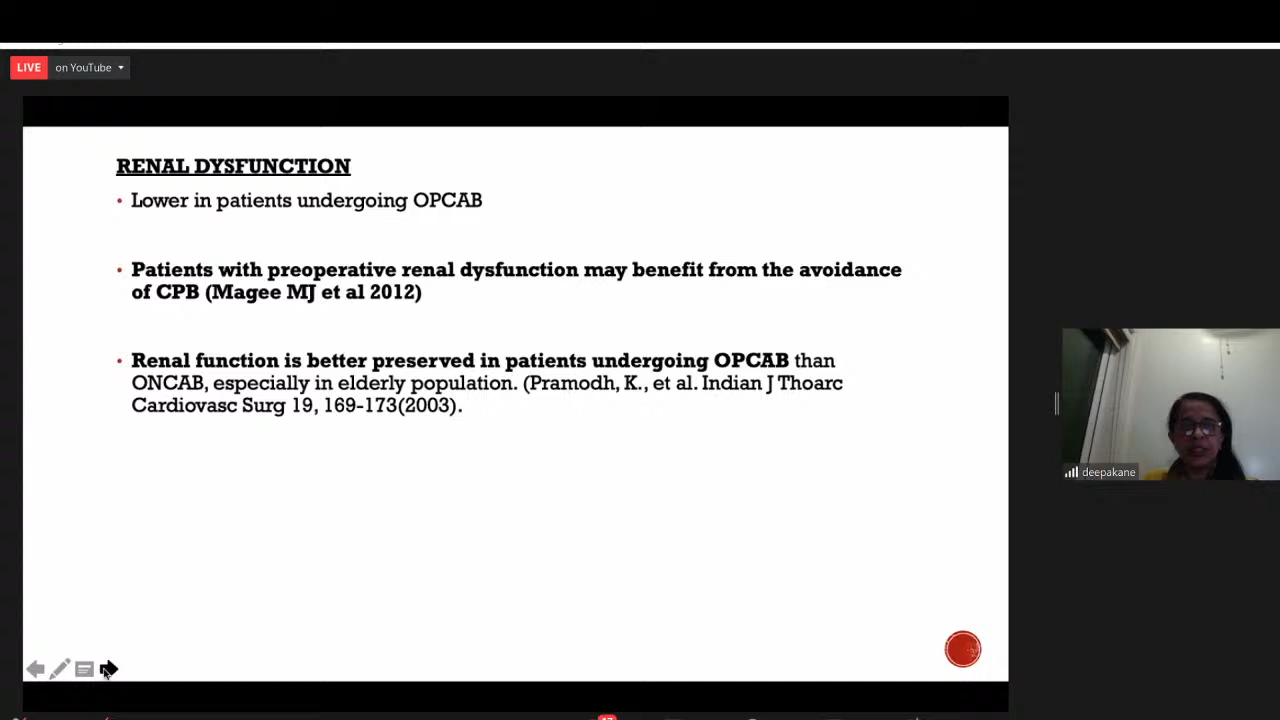 LIVE on YouTube
RENAL DYSFUNCTION
• Lower in patients undergoing OPCAB
• Patients with preoperative renal dysfunction may benefit from the avoidance
of CPB (Magee MJ et al 2012)
• Renal function is better preserved in patients undergoing OPCAB than
ONCAB, especially in elderly population. (Pramodh, K., et al. Indian J Thoarc
Cardiovasc Surg 19, 169-173(2003).
deepakane